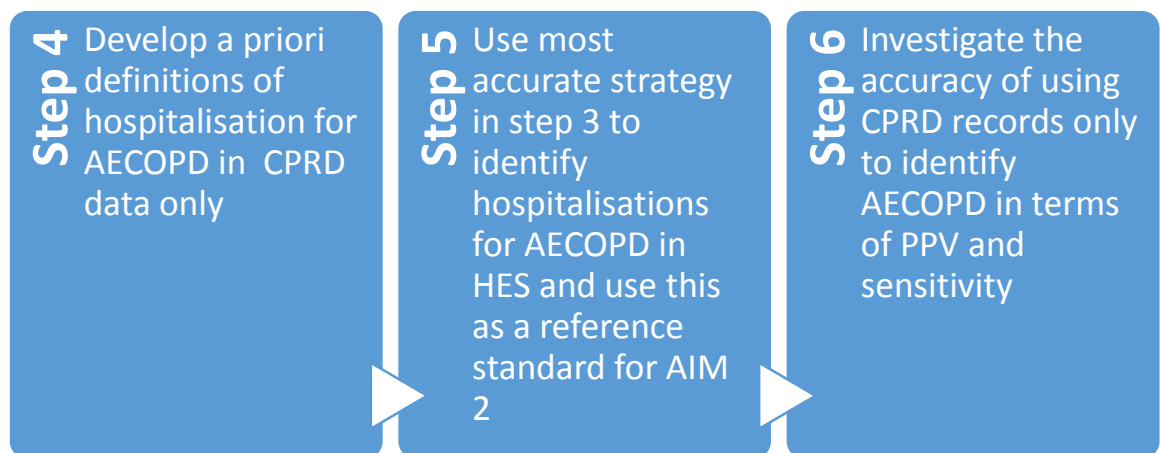 Step 4
Develop a priori
definitions of
hospitalisation for
AECOPD in CPRD
data only
Step 5
Use most
accurate strategy
in step 3 to
identify
hospitalisations
for AECOPD in
HES and use this
as a reference
standard for AIM
2
Step 6
Investigate the
accuracy of using
CPRD records only
to identify
AECOPD in terms
of PPV and
sensitivity